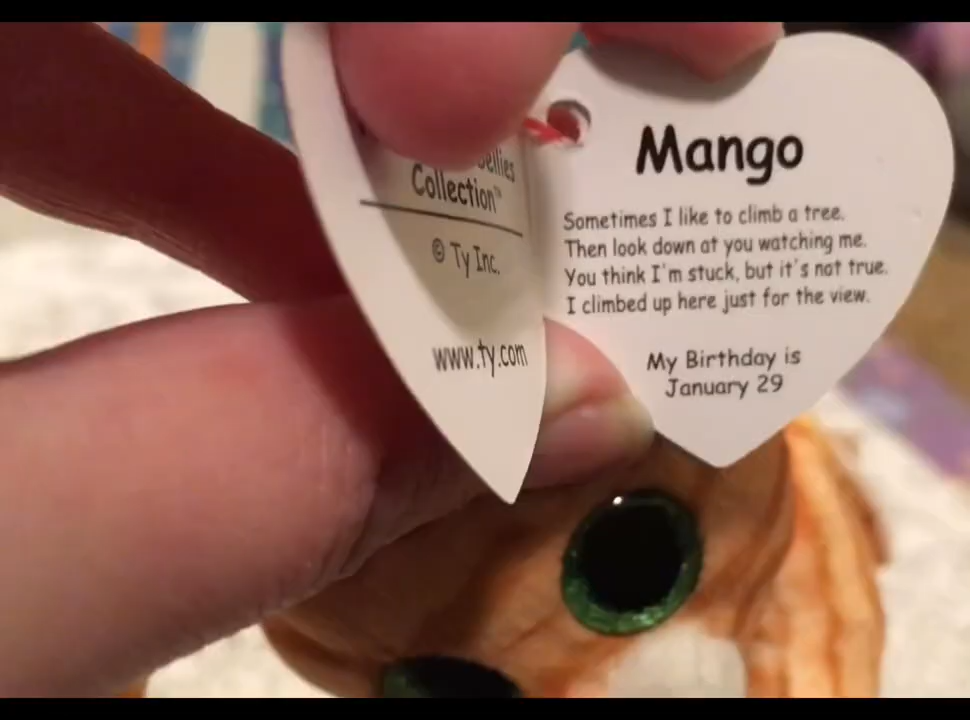 Collection™
© Ty Inc.
www.ty.com
Mango
Sometimes I like to climb a tree.
Then look down at you watching me.
You think I'm stuck, but it's not true.
I climbed up here just for the view.
My Birthday is
January 29